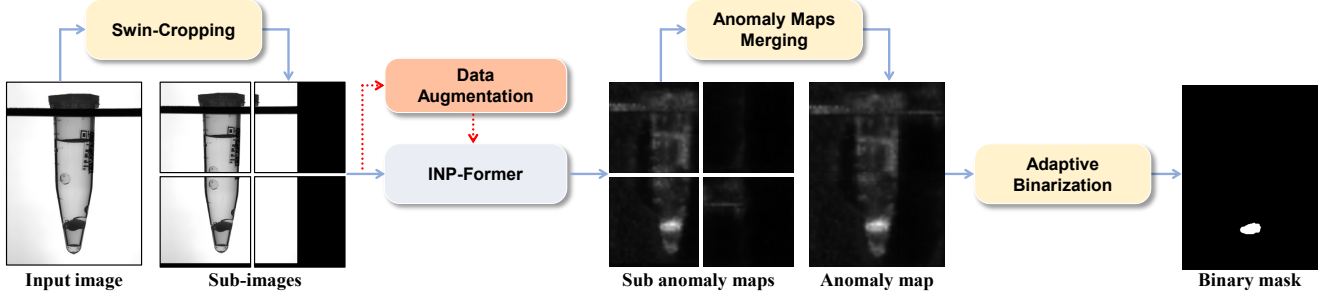 Swin-Cropping
Anomaly Maps
Merging
Data
Augmentation
INP-Former
Adaptive
Binarization
Input image
Sub-images
Sub anomaly maps
Anomaly map
Binary mask